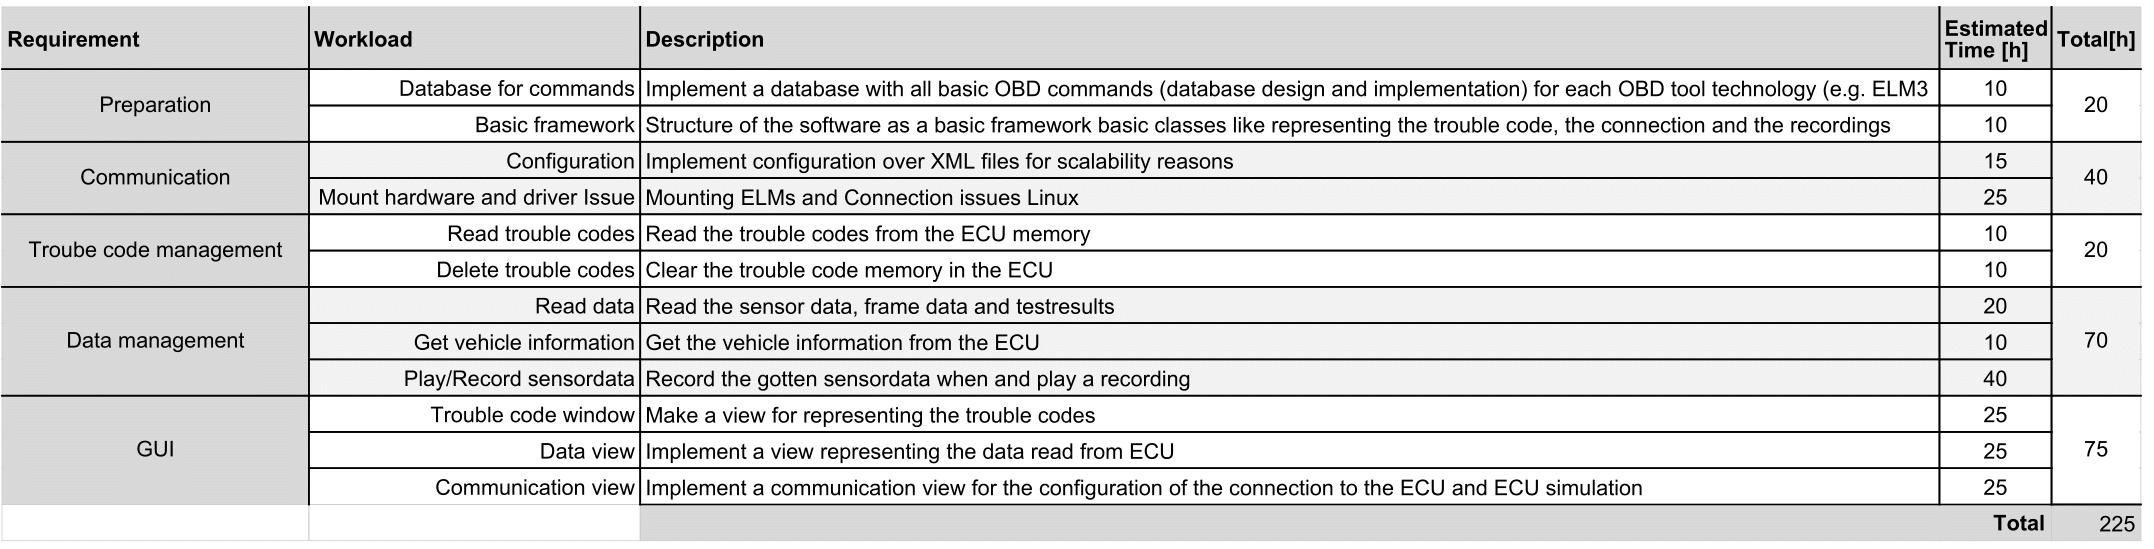 Requirement Workload Description Estimated Time [h] Total[h]
Preparation Database for commands Implement a database with all basic OBD commands (database design and implementation) for each OBD tool technology (e.g. ELM3 10 20
Basic framework Structure of the software as a basic framework basic classes like representing the trouble code, the connection and the recordings 10
Communication Configuration Implement configuration over XML files for scalability reasons 15 40
Mount hardware and driver Issue Mounting ELMs and Connection issues Linux 25
Troube code management Read trouble codes Read the trouble codes from the ECU memory 10 20
Delete trouble codes Clear the trouble code memory in the ECU 10
Data management Read data Read the sensor data, frame data and testresults 20 70
Get vehicle information Get the vehicle information from the ECU 10
Play/Record sensordata Record the gotten sensordata when and play a recording 40
GUI Trouble code window Make a view for representing the trouble codes 25 75
Data view Implement a view representing the data read from ECU 25
Communication view Implement a communication view for the configuration of the connection to the ECU and ECU simulation 25
Total 225